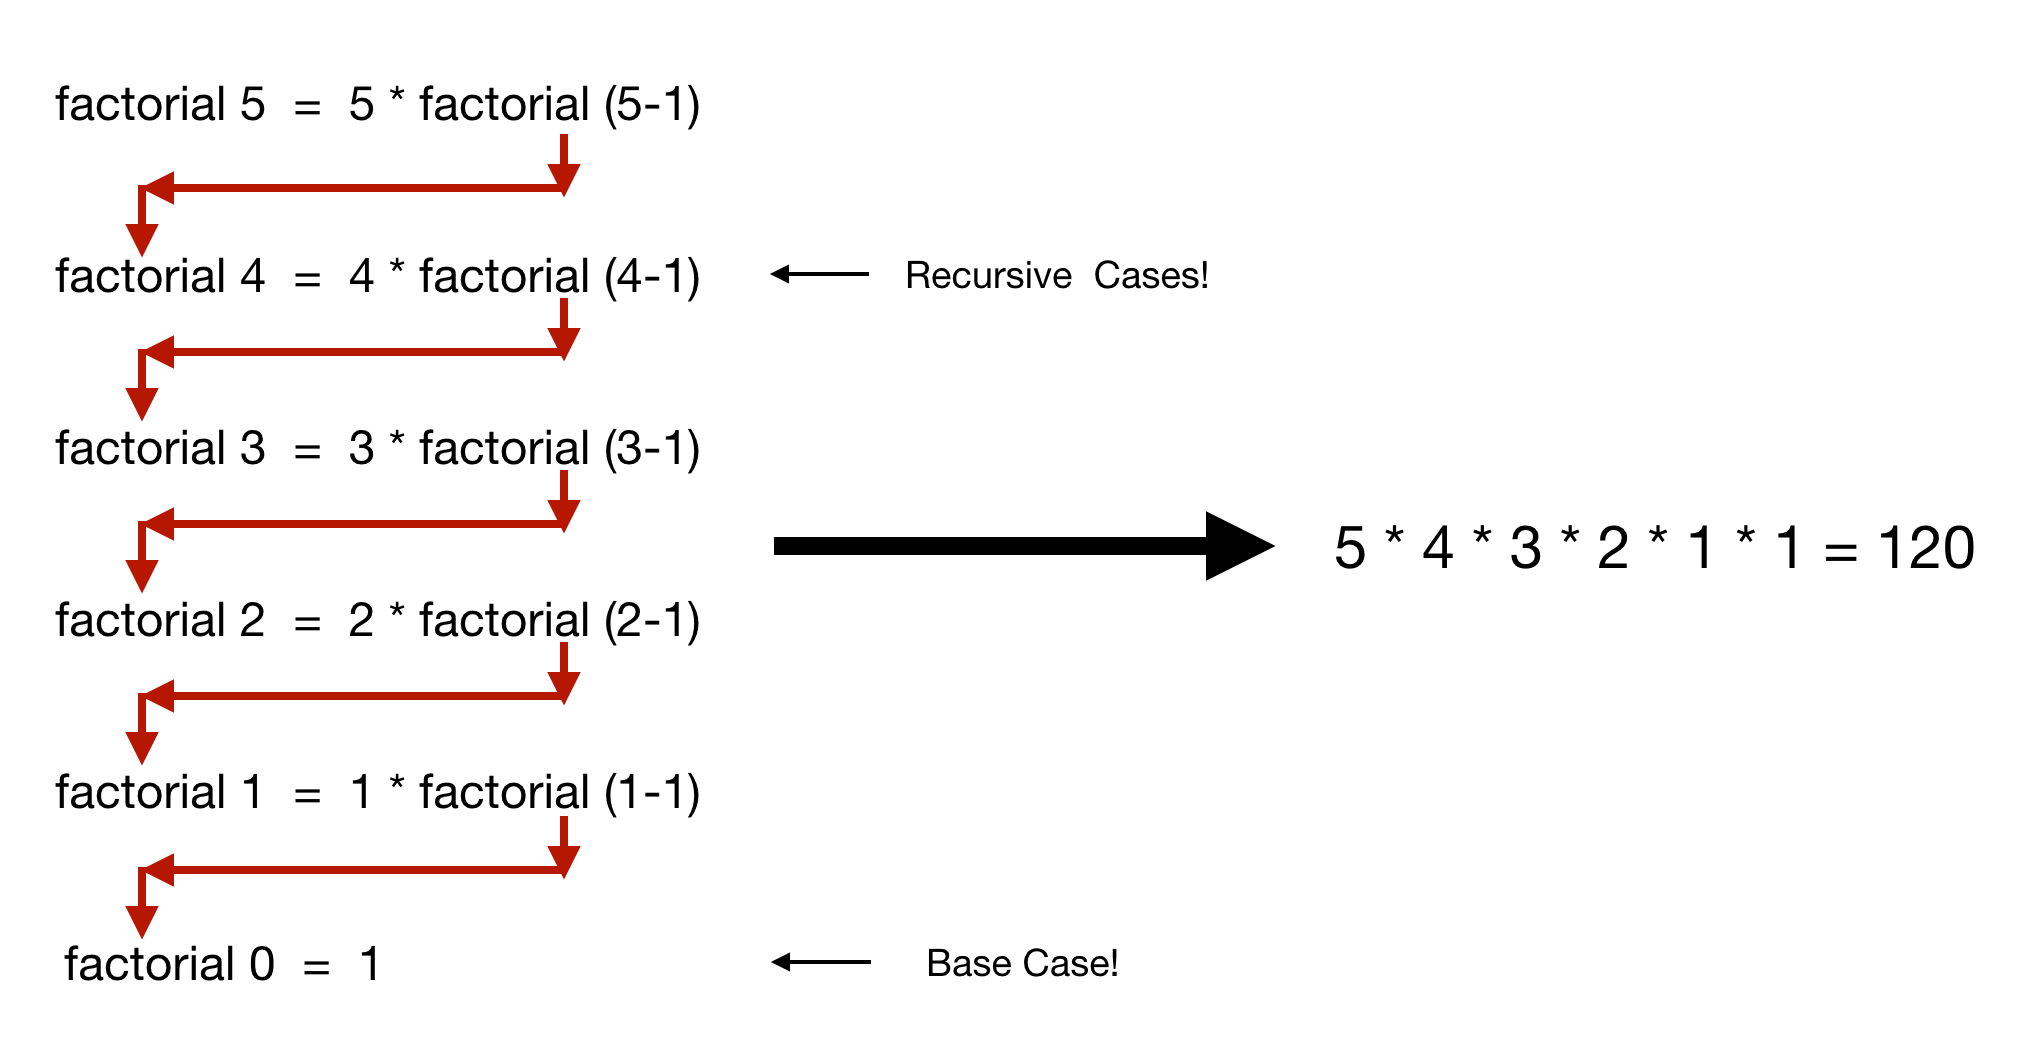 factorial 5 = 5 * factorial (5-1)
factorial 4 = 4 * factorial (4-1)
Recursive Cases!
factorial 3 = 3 * factorial (3-1)
5 * 4 * 3 * 2 * 1 * 1 = 120
factorial 2 = 2 * factorial (2-1)
factorial 1 = 1 * factorial (1-1)
factorial 0 = 1
Base Case!